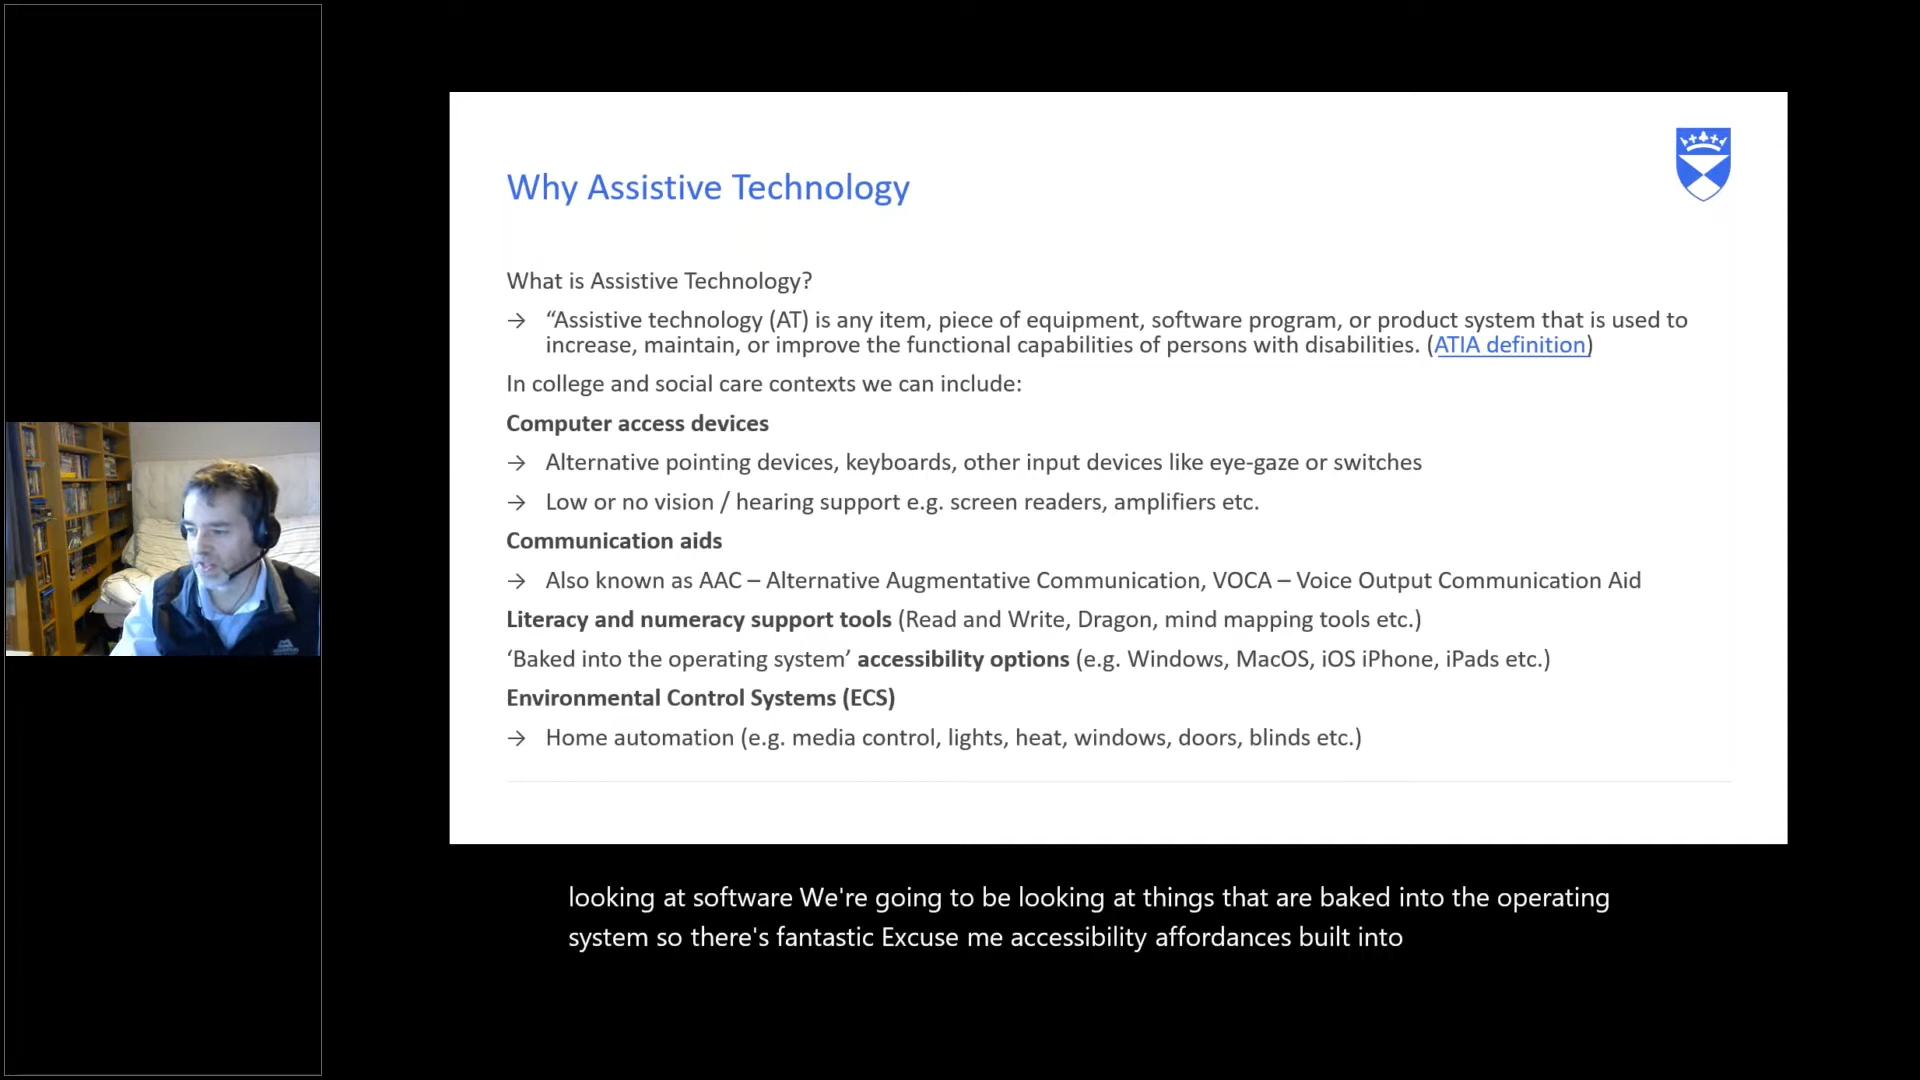 Why Assistive Technology
What is Assistive Technology?
→ “Assistive technology (AT) is any item, piece of equipment, software program, or product system that is used to
increase, maintain, or improve the functional capabilities of persons with disabilities. (ATIA definition)
In college and social care contexts we can include:
Computer access devices
→ Alternative pointing devices, keyboards, other input devices like eye-gaze or switches
→ Low or no vision / hearing support e.g. screen readers, amplifiers etc.
Communication aids
→ Also known as AAC – Alternative Augmentative Communication, VOCA – Voice Output Communication Aid
Literacy and numeracy support tools (Read and Write, Dragon, mind mapping tools etc.)
‘Baked into the operating system’ accessibility options (e.g. Windows, MacOS, iOS iPhone, iPads etc.)
Environmental Control Systems (ECS)
→ Home automation (e.g. media control, lights, heat, windows, doors, blinds etc.)
looking at software We're going to be looking at things that are baked into the operating
system so there's fantastic Excuse me accessibility affordances built into